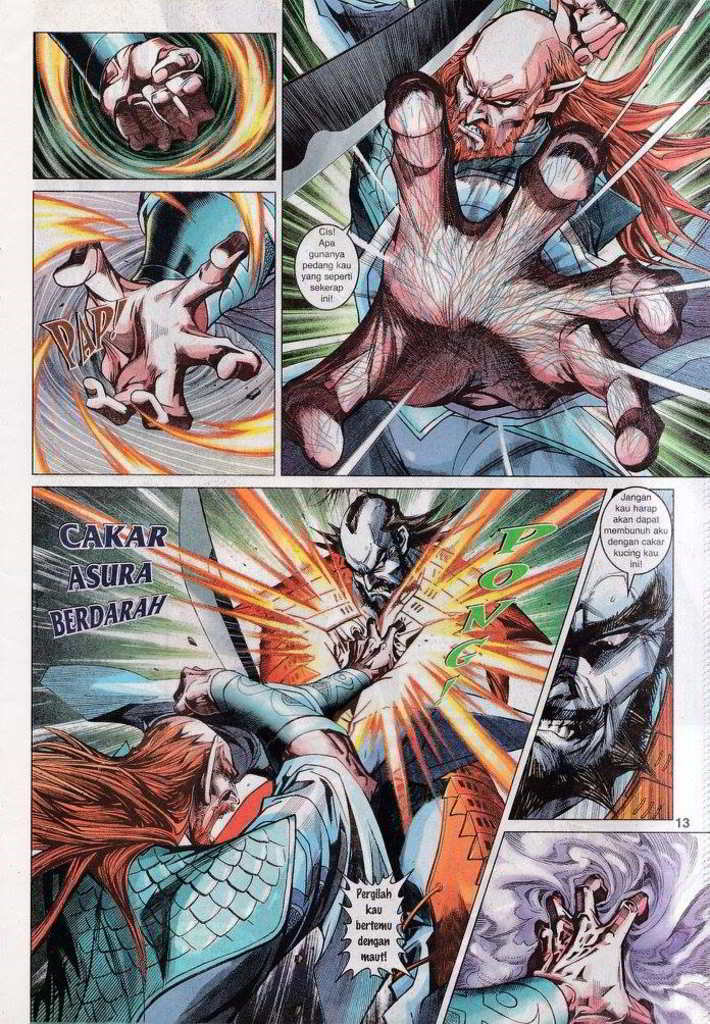 Cis!
Apa
gunanya
pedang kau
yang seperti
sekerap
ini!
PAP!
CAKAR
ASURA
BERDARAH
PONG!
Jangan
kau harap
akan dapat
membunuh aku
dengan cakar
kucing kau
ini!
Pergilah
kau
bertemu
dengan
maut!
13